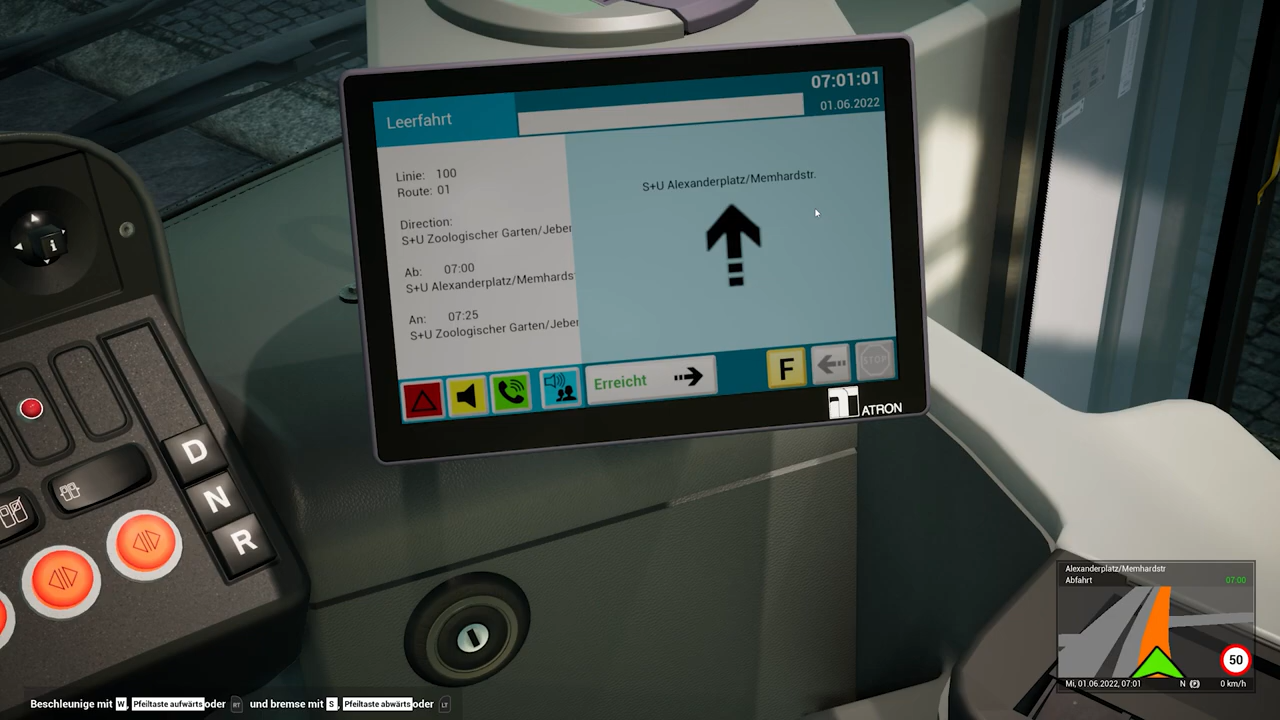 07:01:01
Leerfahrt
01.06.2022
Linie: 100
Route: 01
Direction:
S+U Zoologischer Garten/Jeber
Ab: 07:00
S+U Alexanderplatz/Memhards
An: 07:25
S+U Zoologischer Garten/Jeber
S+U Alexanderplatz/Memhardstr.
Erreicht
F
STOP
ATRON
i
D
N
R
Alexanderplatz/Memhardstr
Abfahrt 07:00
50
Mi, 01.06.2022, 07:01 N P 0 km/h
Beschleunige mit W, Pfeiltaste aufwärts oder RT und bremse mit S, Pfeiltaste abwärts oder LT